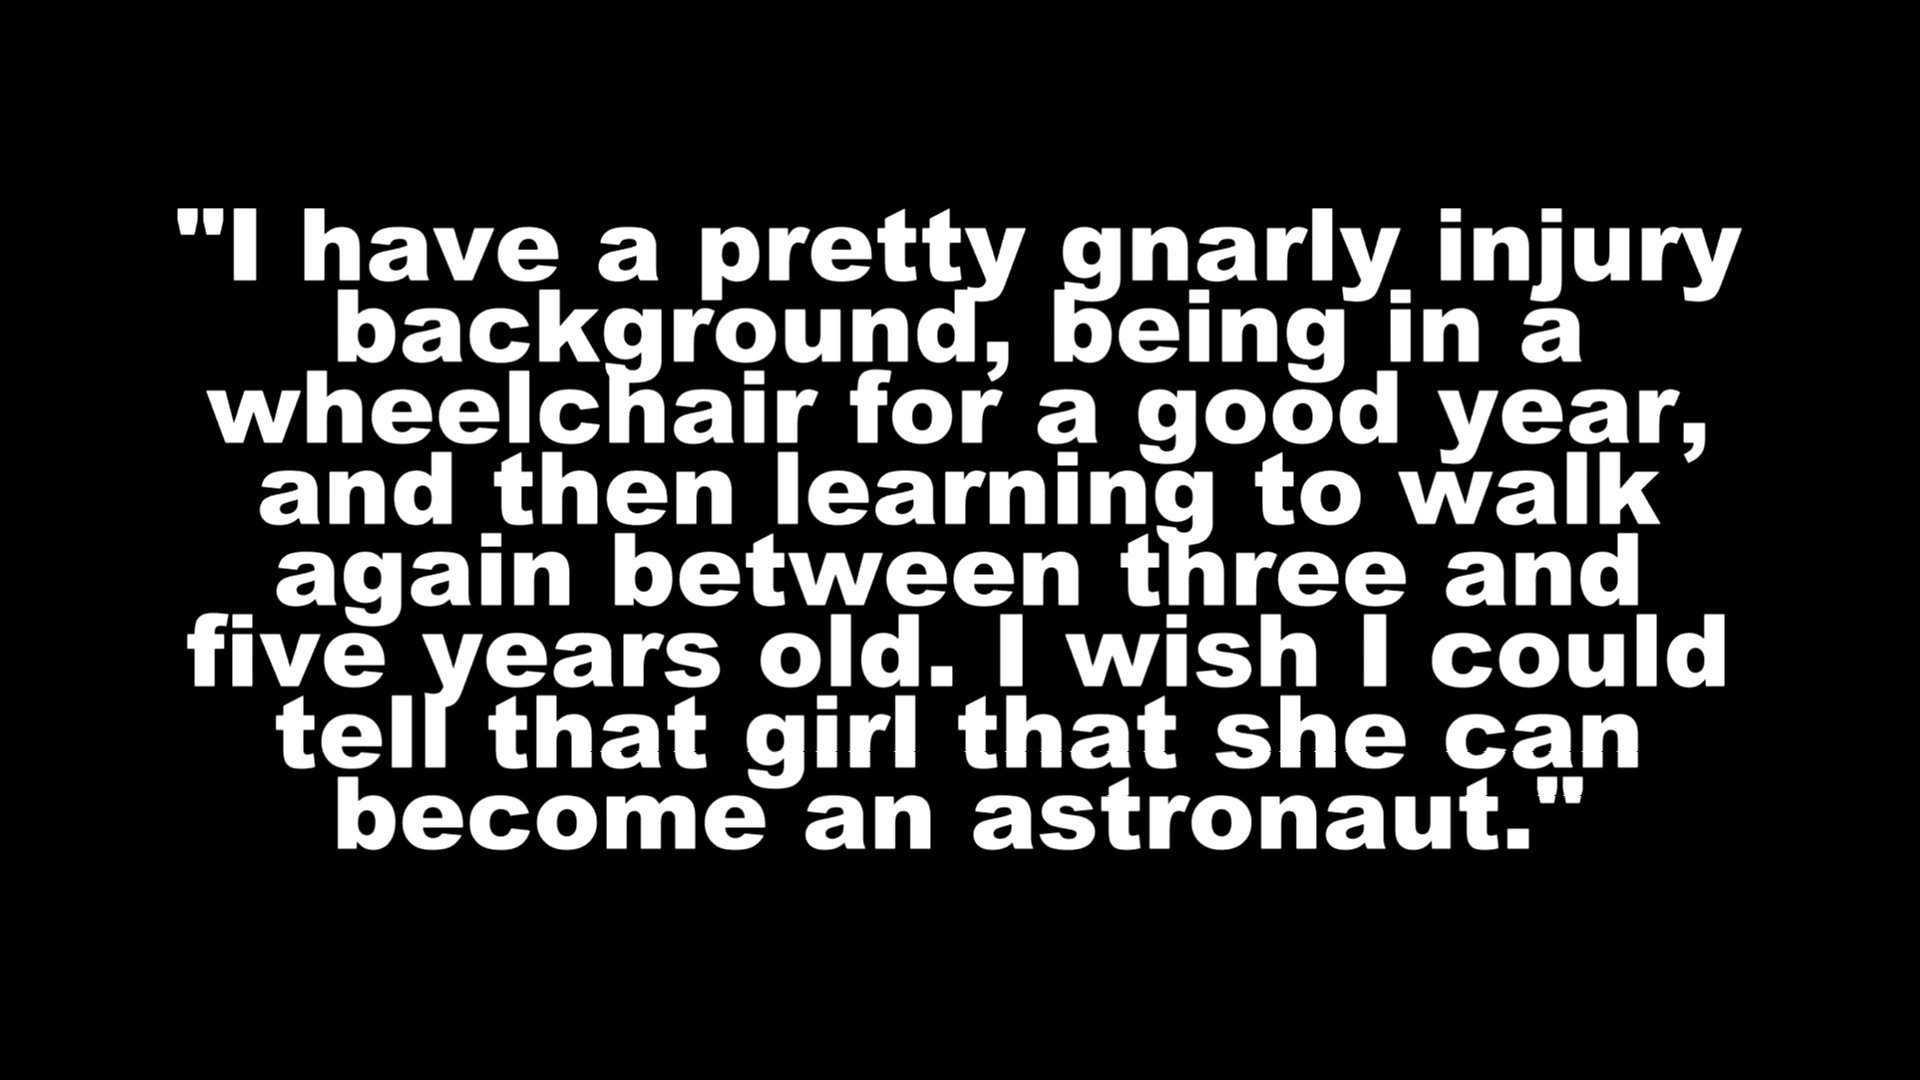 "I have a pretty gnarly injury
background, being in a
wheelchair for a good year,
and then learning to walk
again between three and
five years old. I wish I could
tell that girl that she can
become an astronaut."